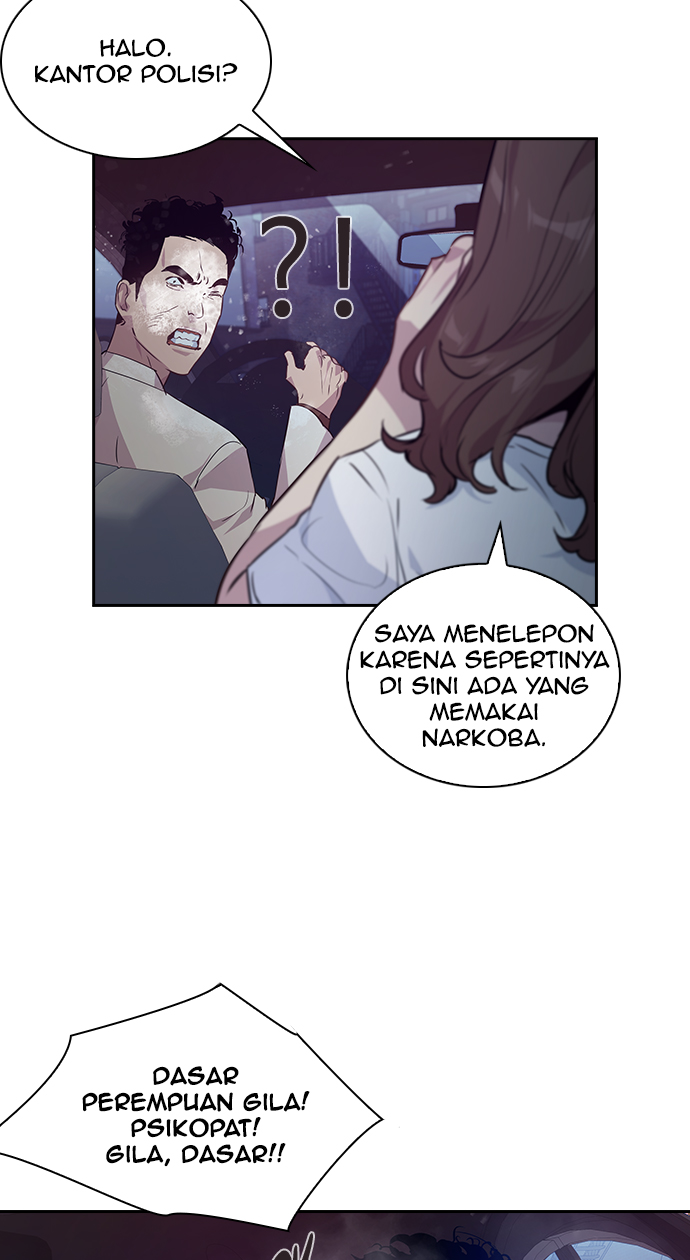 HALO.
KANTOR POLISI?
?!
SAYA MENELEPON
KARENA SEPERTINYA
DI SINI ADA YANG
MEMAKAI
NARKOBA.
DASAR
PEREMPUAN GILA!
PSIKOPAT!
GILA, DASAR!!